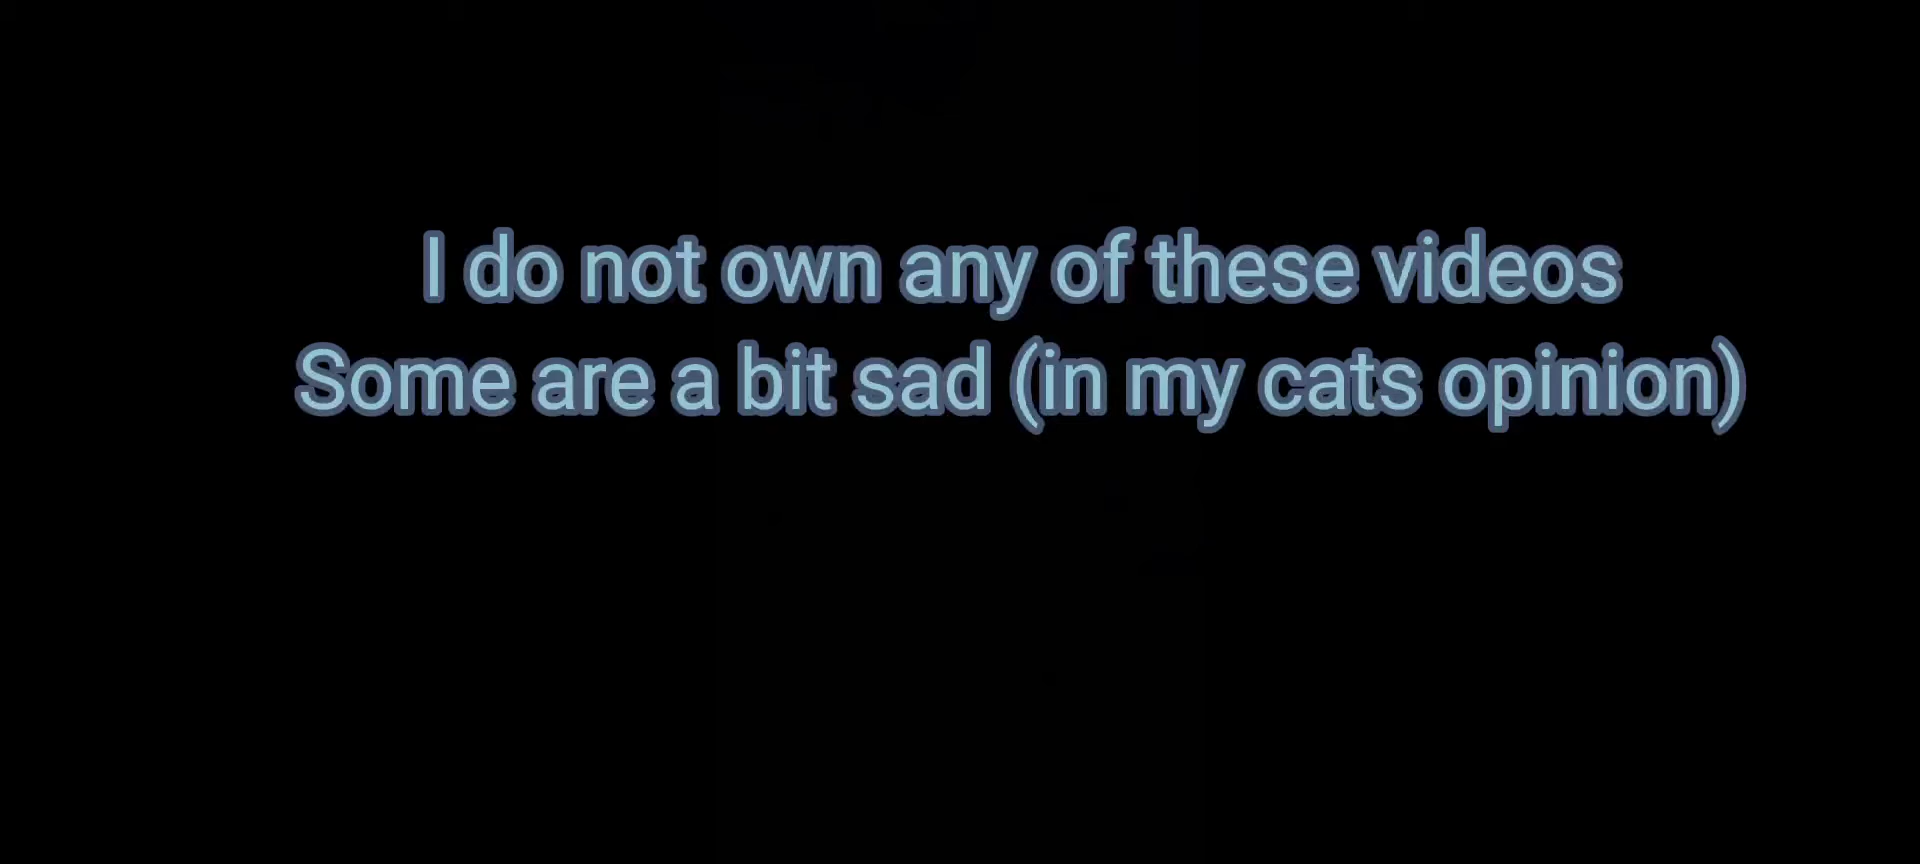 I do not own any of these videos
Some are a bit sad (in my cats opinion)